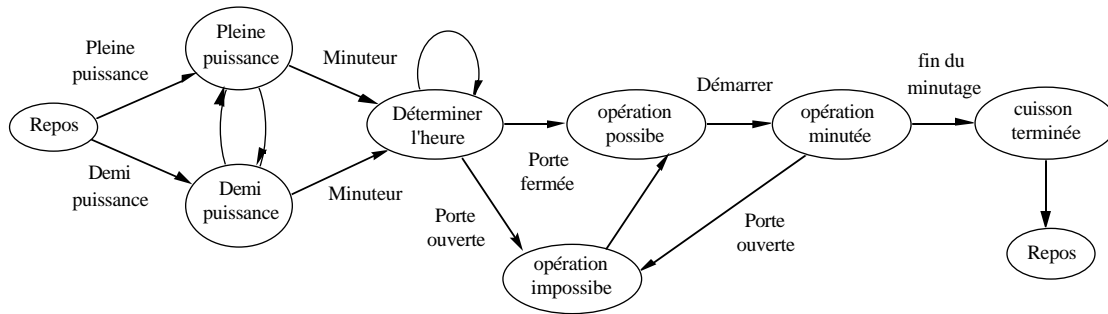 Pleine
puissance
Pleine
puissance
Repos
Demi
puissance
Demi
puissance
Minuteur
Minuteur
Déterminer
l'heure
Porte
fermée
Porte
ouverte
opération
possibe
opération
impossibe
Démarrer
opération
minutée
Porte
ouverte
fin du
minutage
cuisson
terminée
Repos